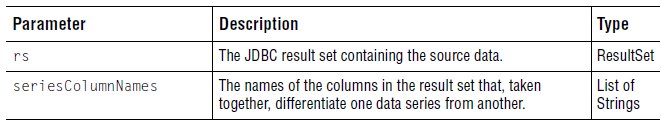 Parameter Description Type
rs The JDBC result set containing the source data. ResultSet
seriesColumnNames The names of the columns in the result set that, taken List of
together, differentiate one data series from another. Strings